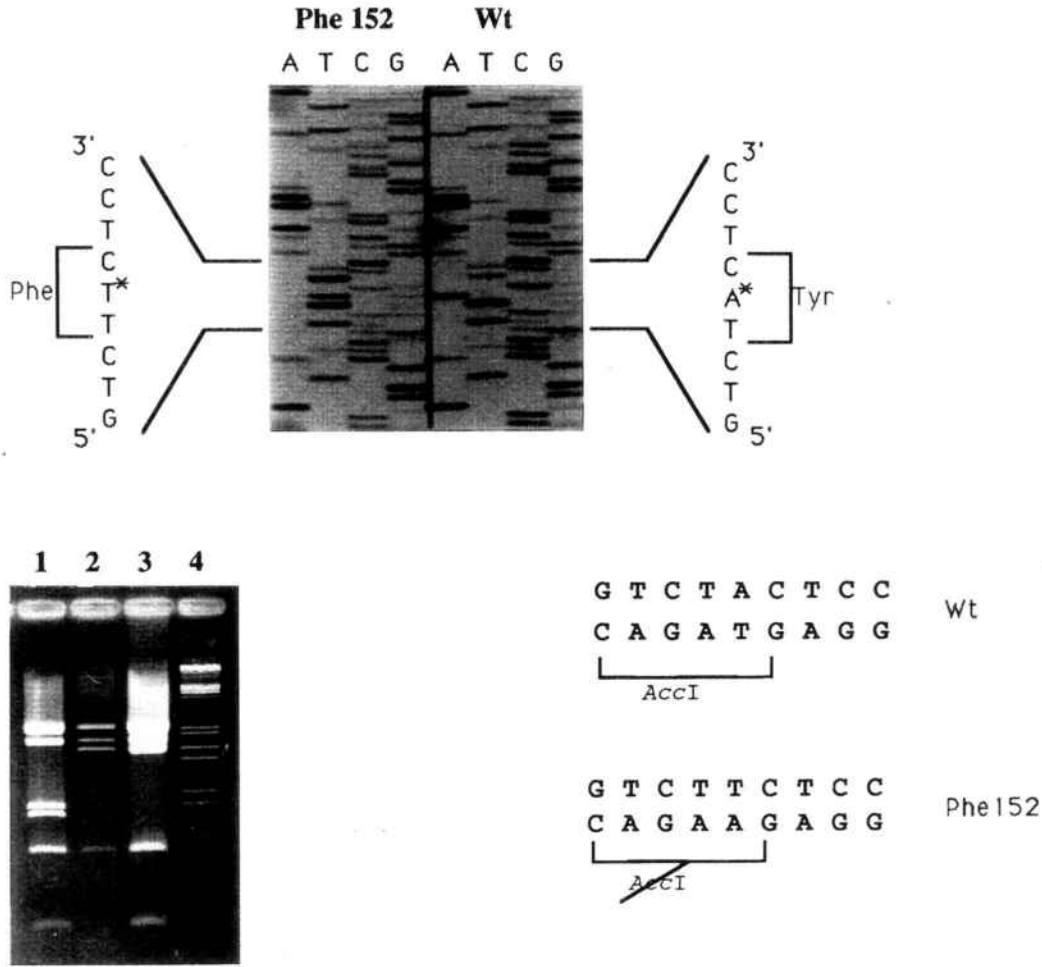 Phe 152 Wt
A T C G A T C G
3'
C
C
T
C
T*
T
C
T
G
5'
Phe
3'
C
C
T
C
A*
T
C
T
G
5'
Tyr
1 2 3 4
G T C T A C T C C
C A G A T G A G G
Wt
AccI
G T C T T C T C C
C A G A A G A G G
Phe152
AccI